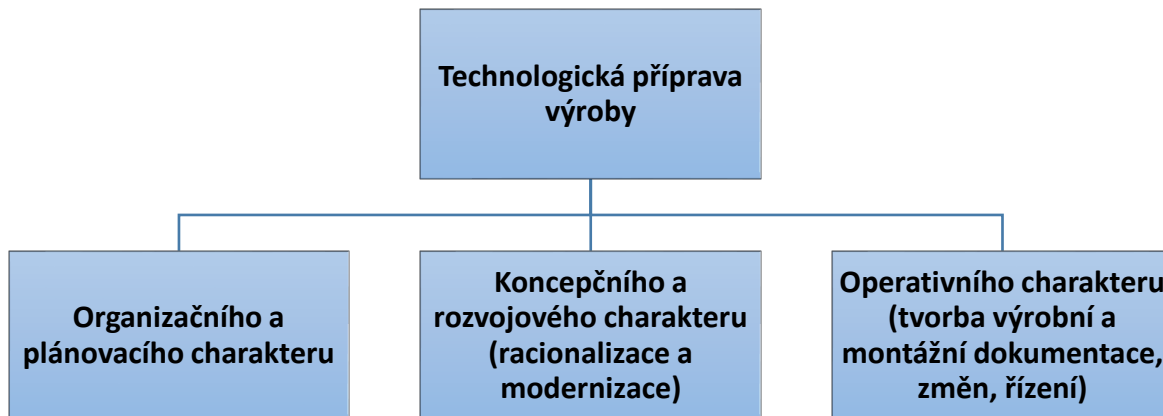 Technologická příprava
výroby
Organizačního a
plánovacího charakteru
Koncepčního a
rozvojového charakteru
(racionalizace a
modernizace)
Operativního charakteru
(tvorba výrobní a
montážní dokumentace,
změn, řízení)